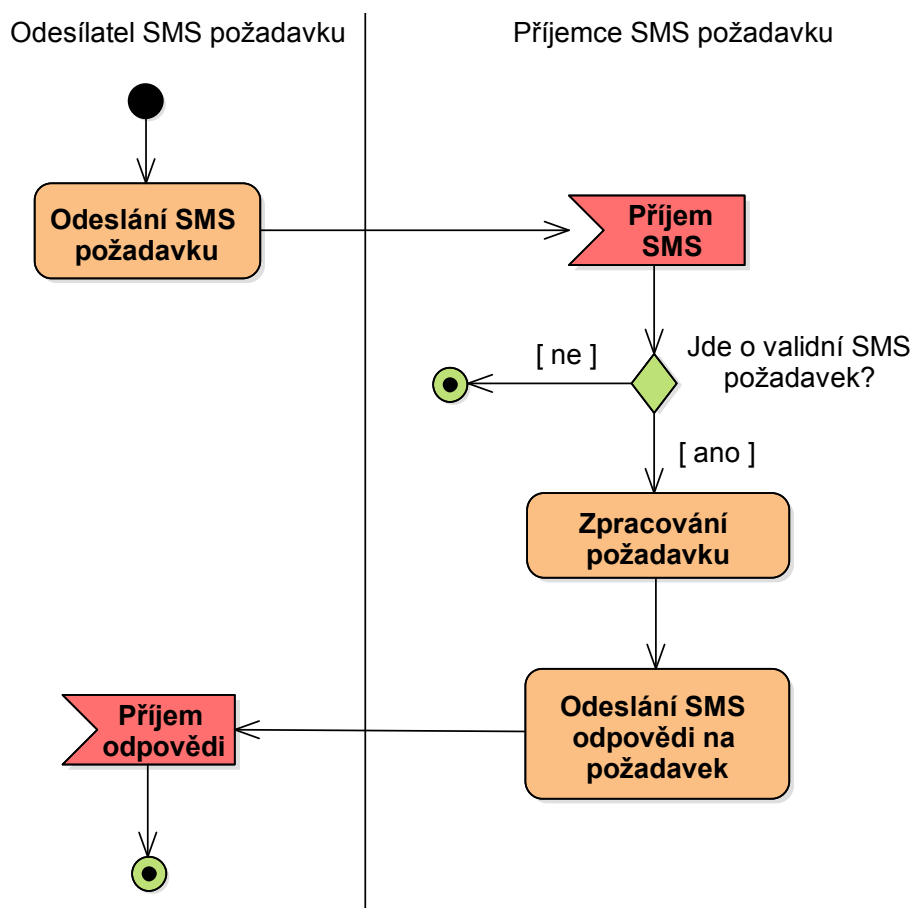 Odesílatel SMS požadavku
Příjemce SMS požadavku
Odeslání SMS
požadavku
Příjem
SMS
[ ne ]
Jde o validní SMS
požadavek?
[ ano ]
Zpracování
požadavku
Odeslání SMS
odpovědi na
požadavek
Příjem
odpovědi